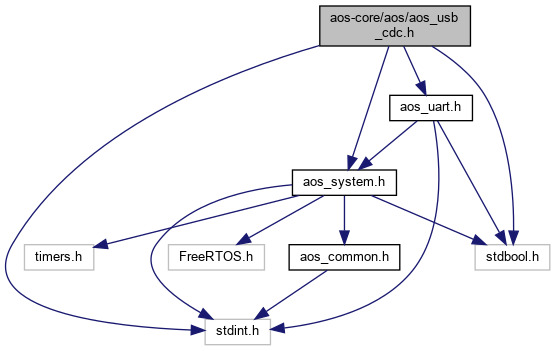 aos-core/aos/aos_usb
_cdc.h
aos_uart.h
aos_system.h
timers.h
FreeRTOS.h
aos_common.h
stdbool.h
stdint.h